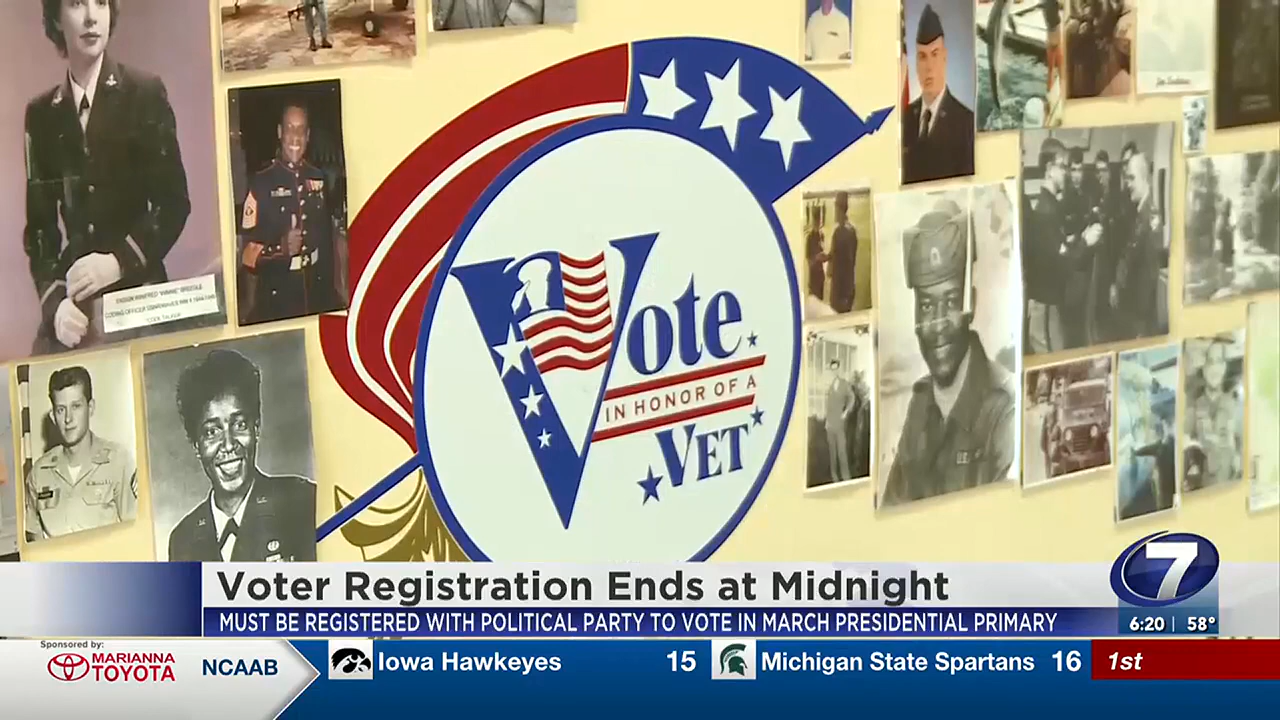 Vote
IN HONOR OF A
VET
Voter Registration Ends at Midnight
MUST BE REGISTERED WITH POLITICAL PARTY TO VOTE IN MARCH PRESIDENTIAL PRIMARY
7
6:20 | 58°
Sponsored by:
MARIANNA
TOYOTA
NCAAB
Iowa Hawkeyes 15
Michigan State Spartans 16
1st